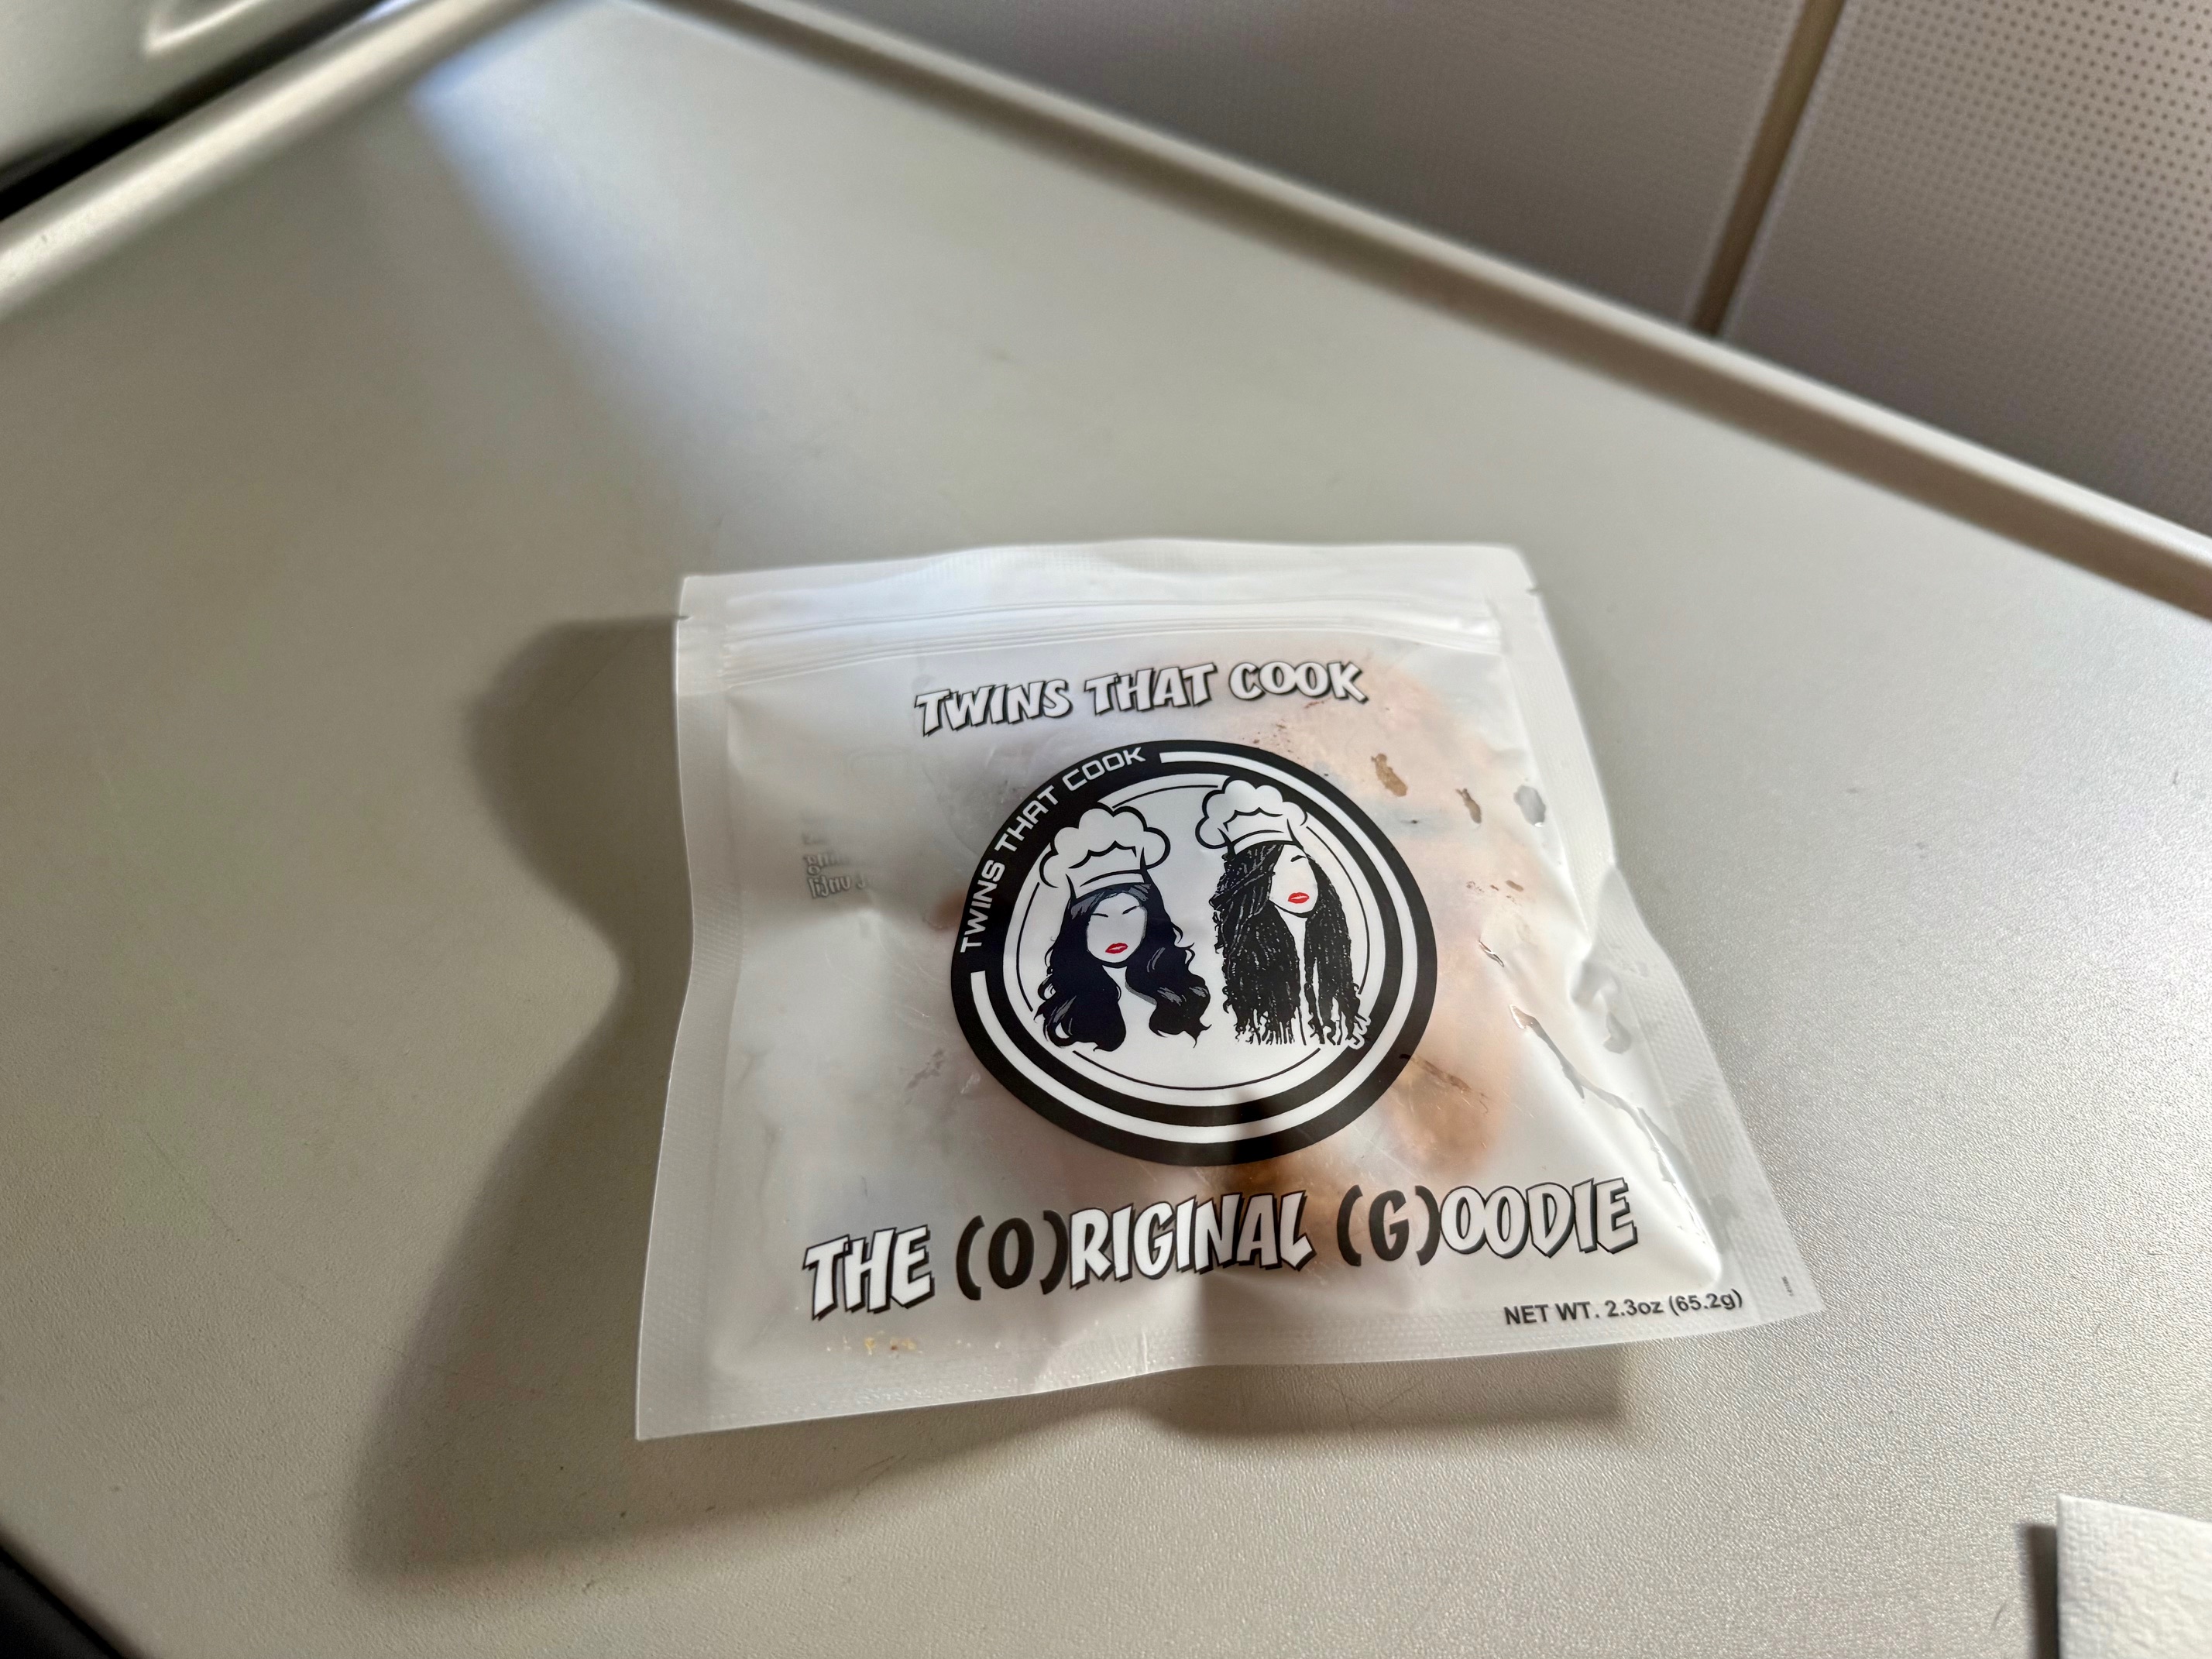 TWINS THAT COOK
TWINS THAT COOK
THE (O)RIGINAL (G)OODIE
NET WT. 2.3oz (65.2g)